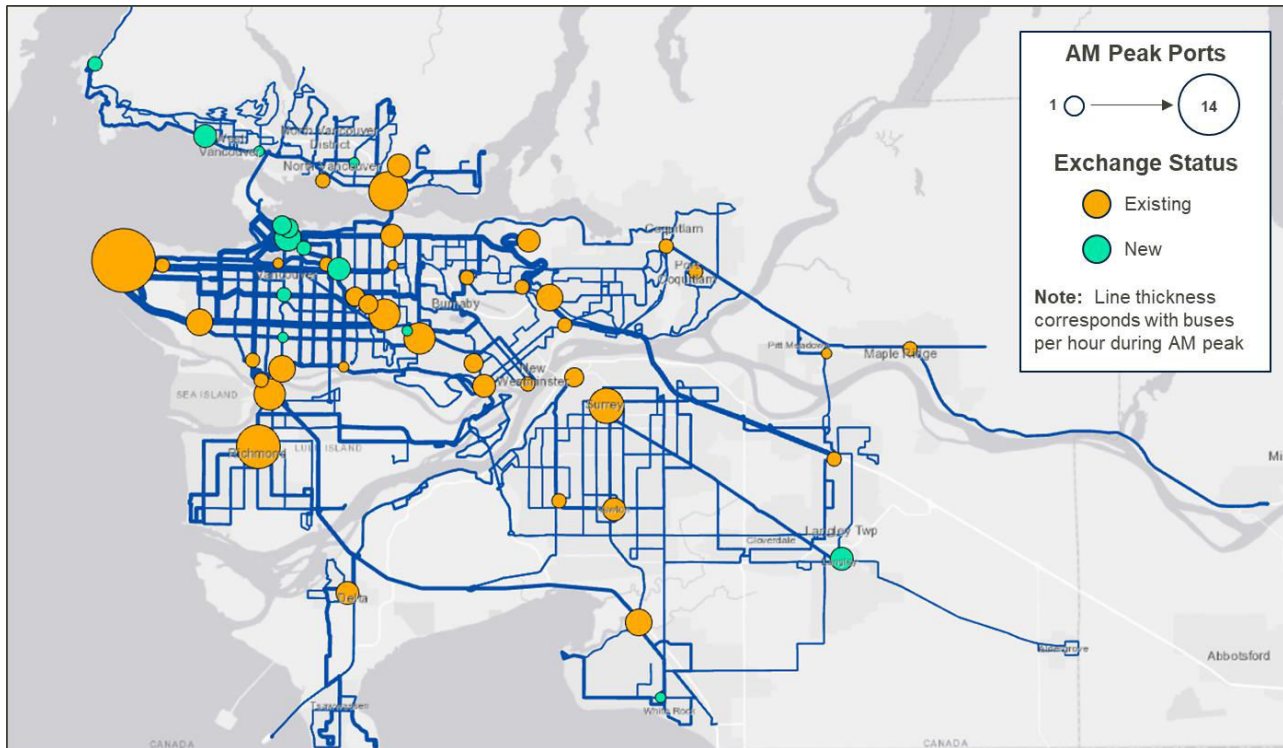 AM Peak Ports
1
14
Exchange Status
Existing
New
Note: Line thickness
corresponds with buses
per hour during AM peak
West
Vancouver
North Vancouver
District
North Vancouver
Coquitlam
Port
Coquitlam
Vancouver
Burnaby
Pitt Meadows
Maple Ridge
New
Westminster
SEA ISLAND
Surrey
LULU ISLAND
Richmond
Mi
Newton
Langley Twp
Cloverdale
Langley
Delta
Aldergrove
Abbotsford
Tsawwassen
White Rock
CANADA
CANADA